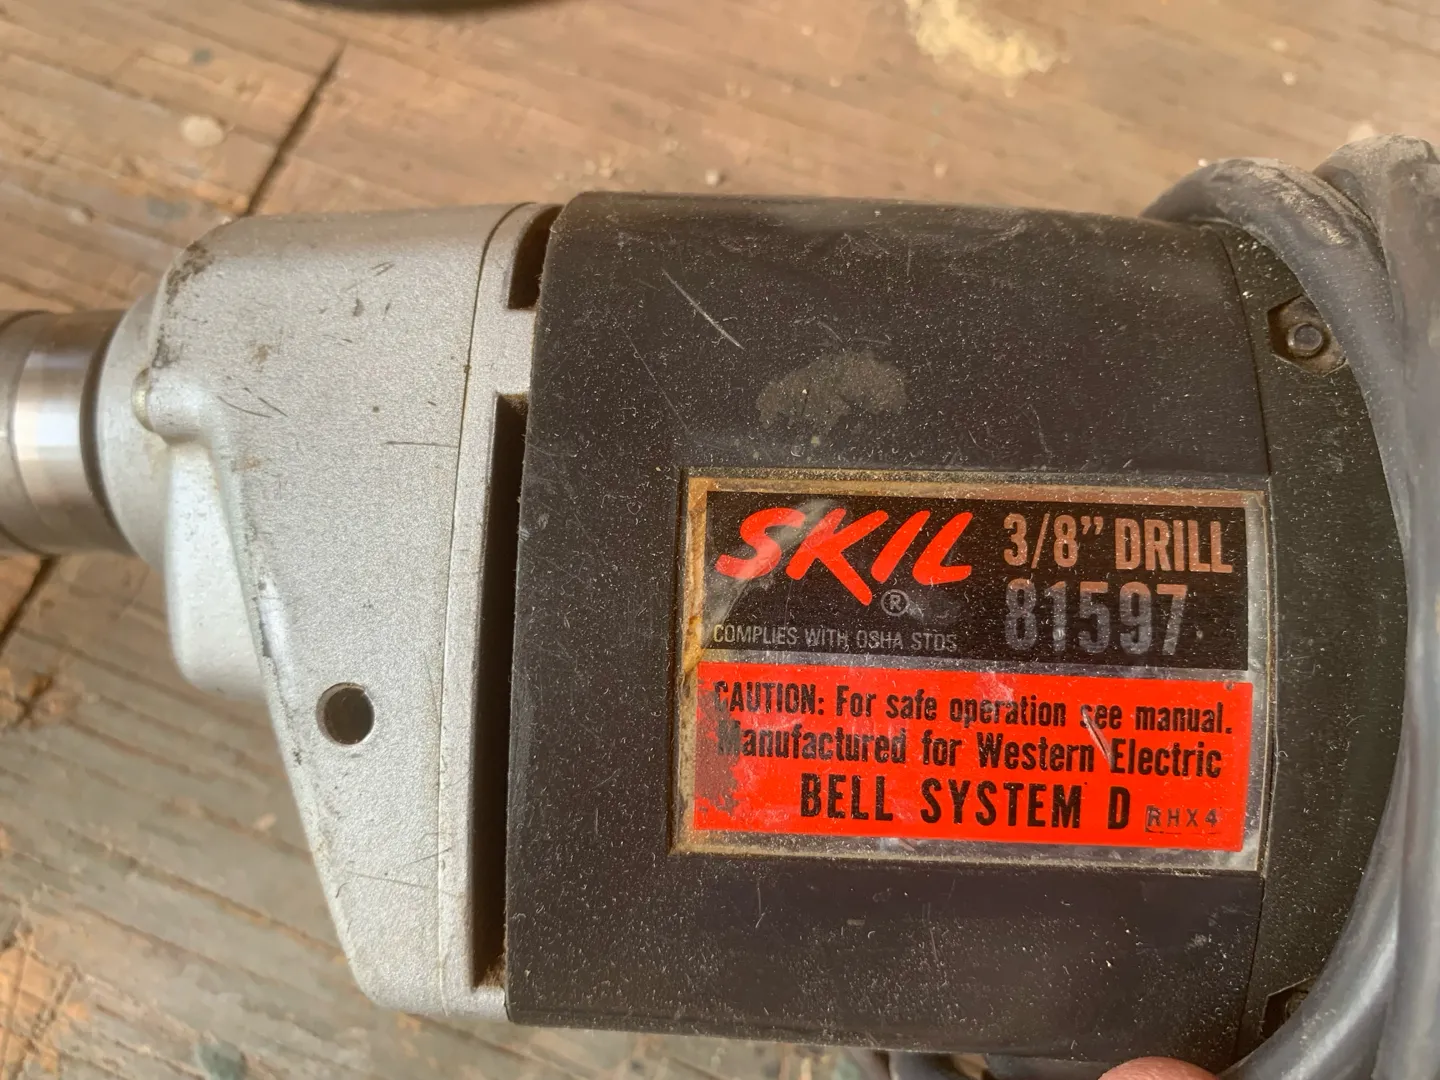 SKIL® 3/8” DRILL
81597
COMPLIES WITH OSHA STDS
CAUTION: For safe operation see manual.
Manufactured for Western Electric
BELL SYSTEM D RHX4